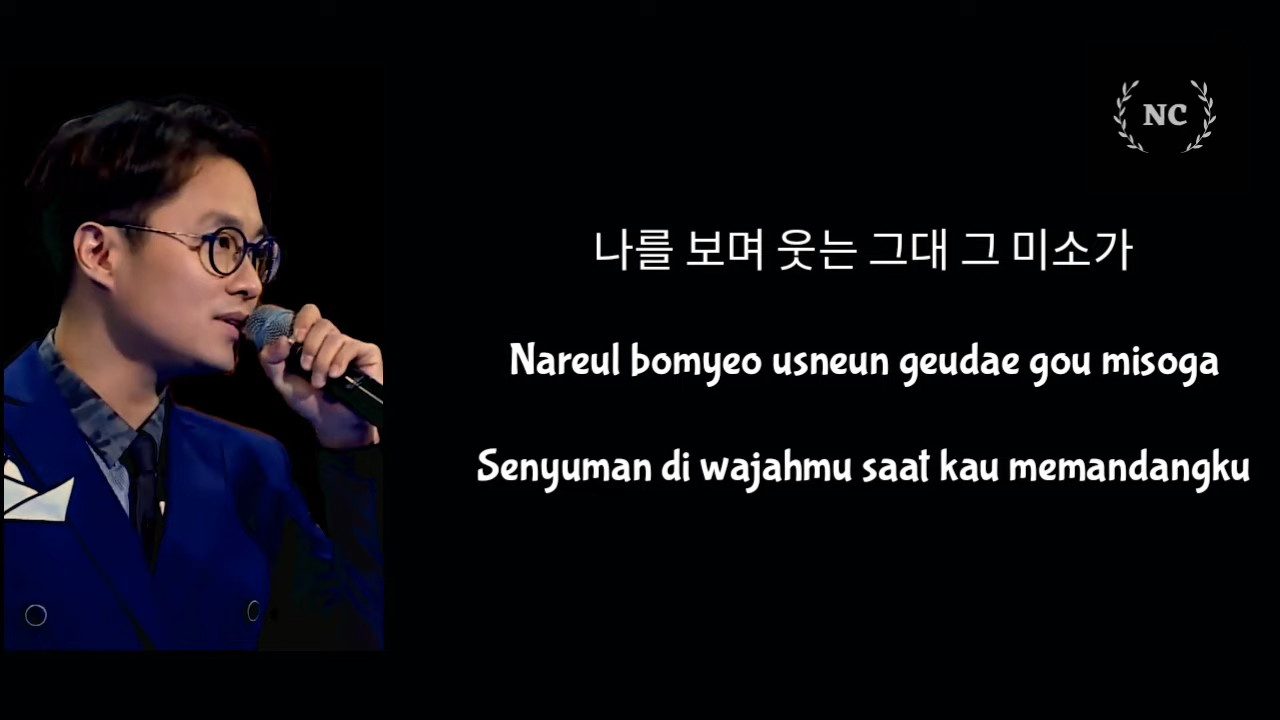 NC
나를 보며 웃는 그대 그 미소가
Nareul bomyeo usneun geudae gou misoga
Senyuman di wajahmu saat kau memandangku